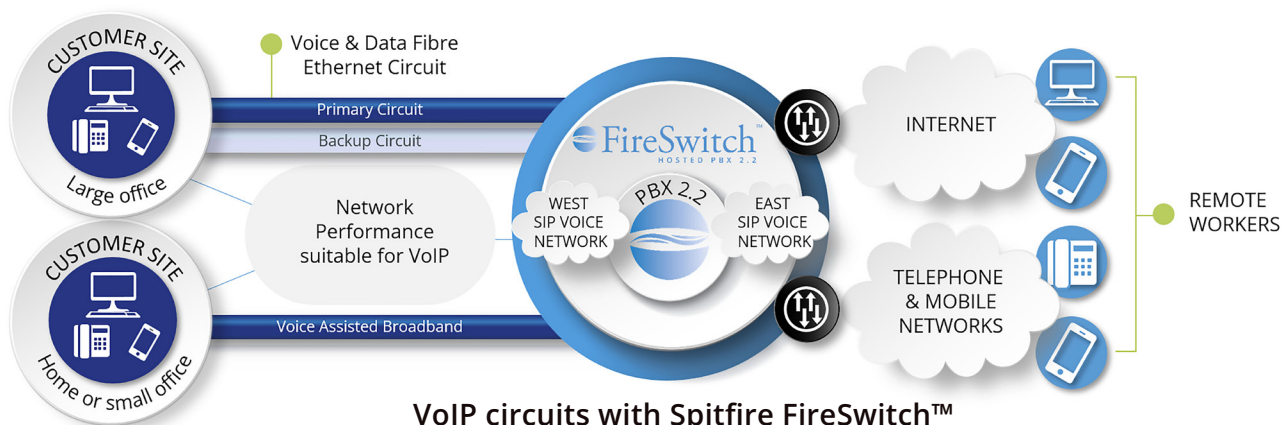 CUSTOMER SITE
Large office
Voice & Data Fibre
Ethernet Circuit
Primary Circuit
Backup Circuit
Network
Performance
suitable for VoIP
CUSTOMER SITE
Home or small office
Voice Assisted Broadband
FireSwitch™
HOSTED PBX 2.2
PBX 2.2
WEST
SIP VOICE
NETWORK
EAST
SIP VOICE
NETWORK
INTERNET
TELEPHONE
& MOBILE
NETWORKS
REMOTE
WORKERS
VoIP circuits with Spitfire FireSwitch™